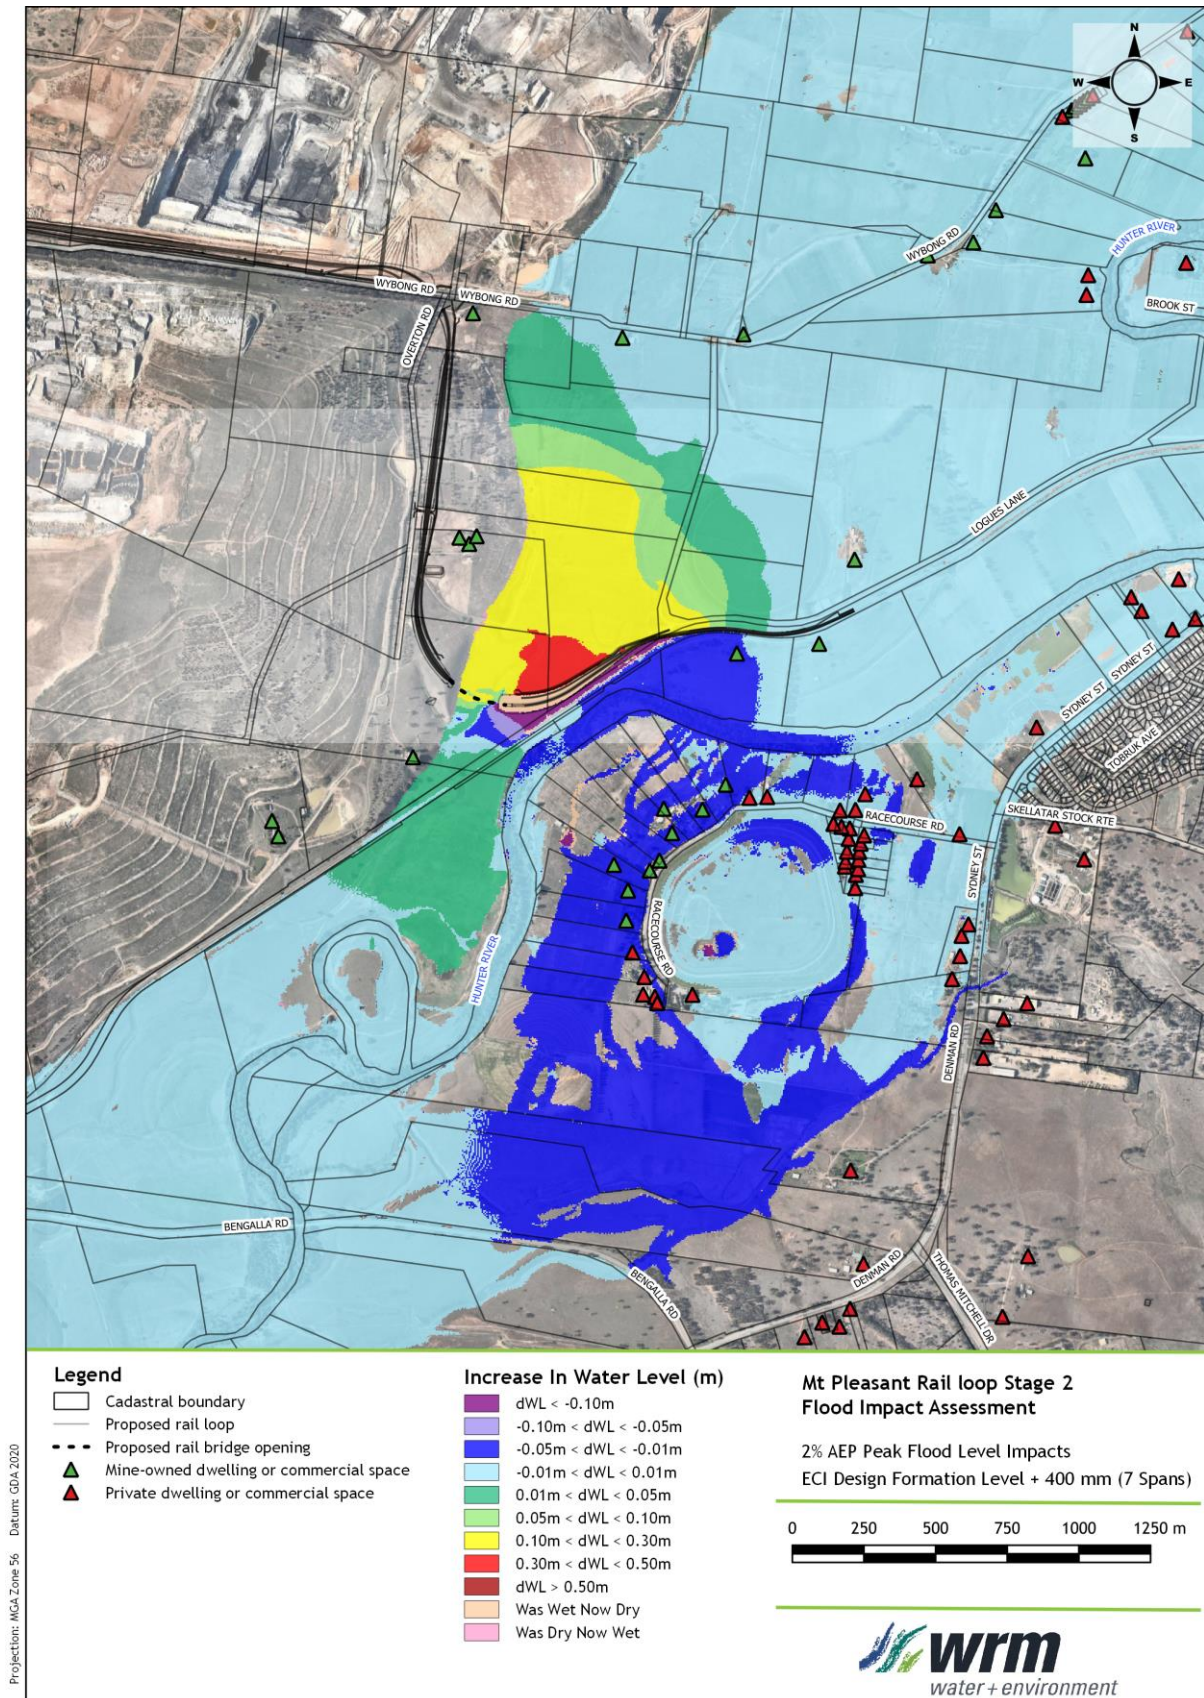 N
W E
S
WYBONG RD
HUNTER RIVER
BROOK ST
WYBONG RD
WYBONG RD
OVERTON RD
LOGUES LANE
SYDNEY ST
SYDNEY ST
TOBRUK AVE
SKELLATAR STOCK RTE
RACECOURSE RD
SYDNEY ST
RACECOURSE RD
HUNTER RIVER
DENMAN RD
BENGALLA RD
BENGALLA RD
DENMAN RD
THOMAS MITCHELL DR
Legend
Cadastral boundary
Proposed rail loop
Proposed rail bridge opening
Mine-owned dwelling or commercial space
Private dwelling or commercial space
Increase In Water Level (m)
dWL < -0.10m
-0.10m < dWL < -0.05m
-0.05m < dWL < -0.01m
-0.01m < dWL < 0.01m
0.01m < dWL < 0.05m
0.05m < dWL < 0.10m
0.10m < dWL < 0.30m
0.30m < dWL < 0.50m
dWL > 0.50m
Was Wet Now Dry
Was Dry Now Wet
Mt Pleasant Rail loop Stage 2
Flood Impact Assessment
2% AEP Peak Flood Level Impacts
ECI Design Formation Level + 400 mm (7 Spans)
0 250 500 750 1000 1250 m
wrm
water + environment
Projection: MGA Zone 56 Datum: GDA 2020